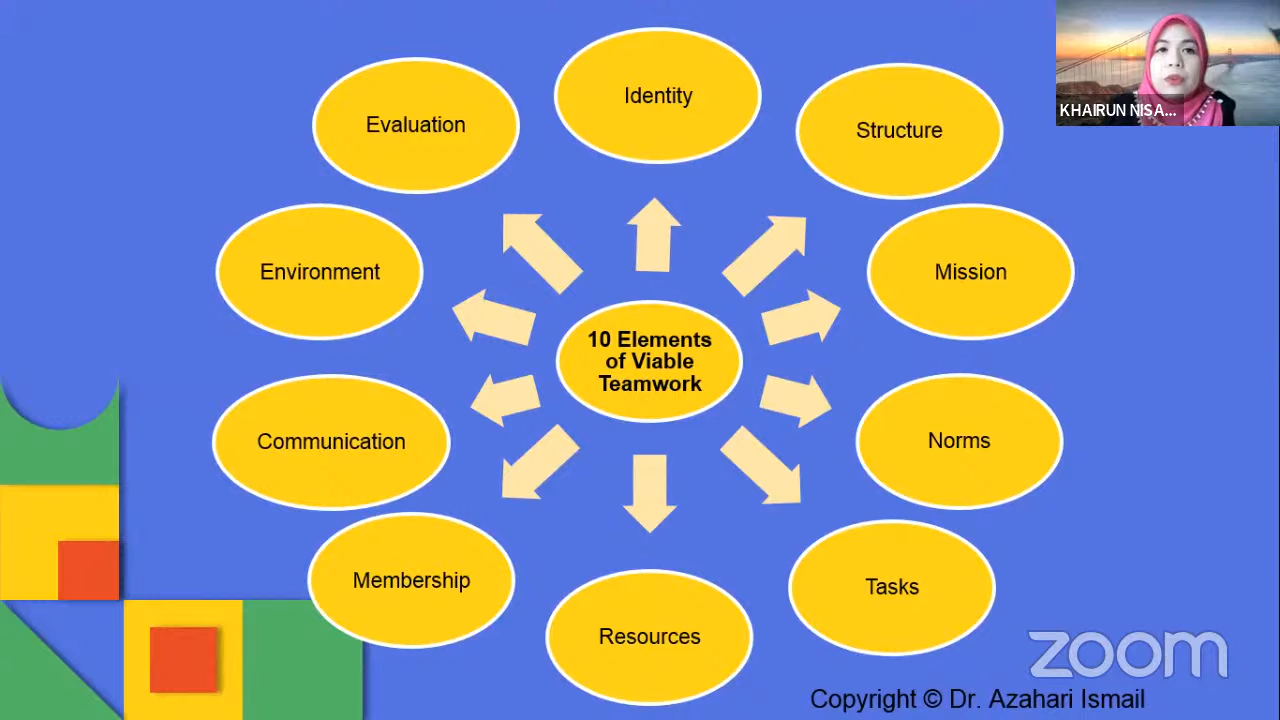 Identity
Structure
Mission
Norms
Tasks
Resources
Membership
Communication
Environment
Evaluation
10 Elements
of Viable
Teamwork
KHAIRUN NISA...
zoom
Copyright © Dr. Azahari Ismail